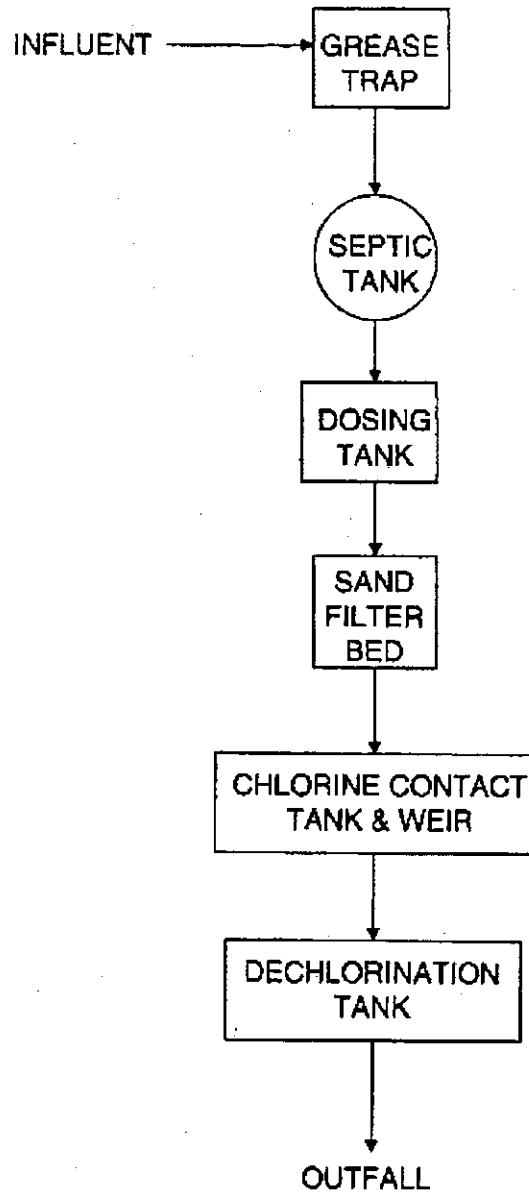 INFLUENT
GREASE
TRAP
SEPTIC
TANK
DOSING
TANK
SAND
FILTER
BED
CHLORINE CONTACT
TANK & WEIR
DECHLORINATION
TANK
OUTFALL